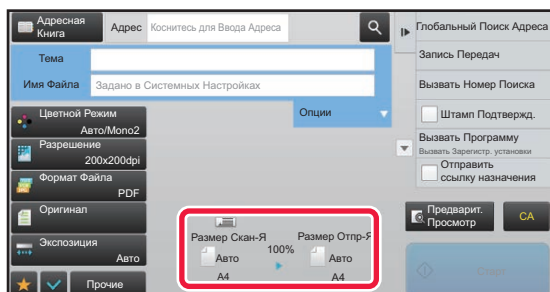 Адресная
Книга
Адрес
Коснитесь для Ввода Адреса
Тема
Имя Файла
Задано в Системных Настройках
Опции
Цветной Режим
Авто/Mono2
Разрешение
200x200dpi
Формат Файла
PDF
Оригинал
Экспозиция
Авто
Прочие
Размер Скан-Я
100%
Размер Отпр-Я
Авто
Авто
A4
A4
Глобальный Поиск Адреса
Запись Передач
Вызвать Номер Поиска
Штамп Подтвержд.
Вызвать Программу
Вызвать Зарегистр. установки
Отправить
ссылку назначения
Предварит.
Просмотр
CA
Старт